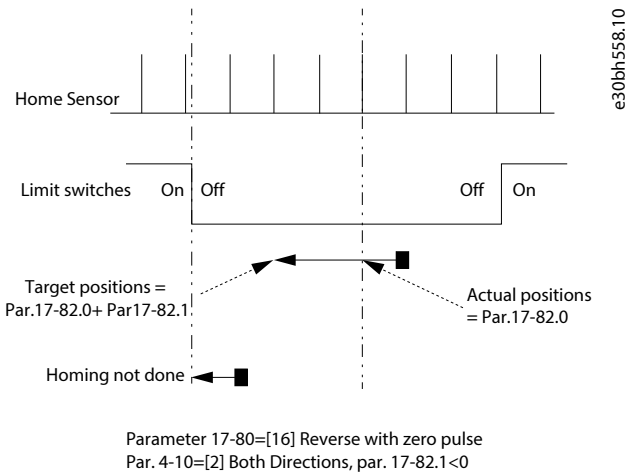 e30bh558.10
Home Sensor
Limit switches
On
Off
Off
On
Target positions =
Par.17-82.0+ Par17-82.1
Actual positions
= Par.17-82.0
Homing not done
Parameter 17-80=[16] Reverse with zero pulse
Par. 4-10=[2] Both Directions, par. 17-82.1<0